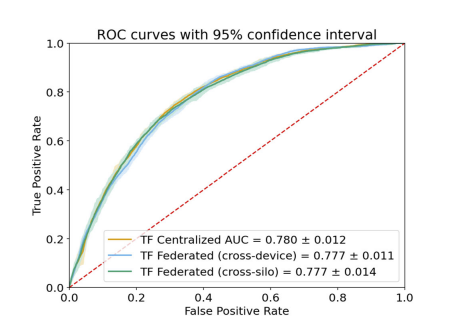 ROC curves with 95% confidence interval
1.0
0.8
0.6
0.4
0.2
0.0
True Positive Rate
TF Centralized AUC = 0.780 ± 0.012
TF Federated (cross-device) = 0.777 ± 0.011
TF Federated (cross-silo) = 0.777 ± 0.014
0.0 0.2 0.4 0.6 0.8 1.0
False Positive Rate